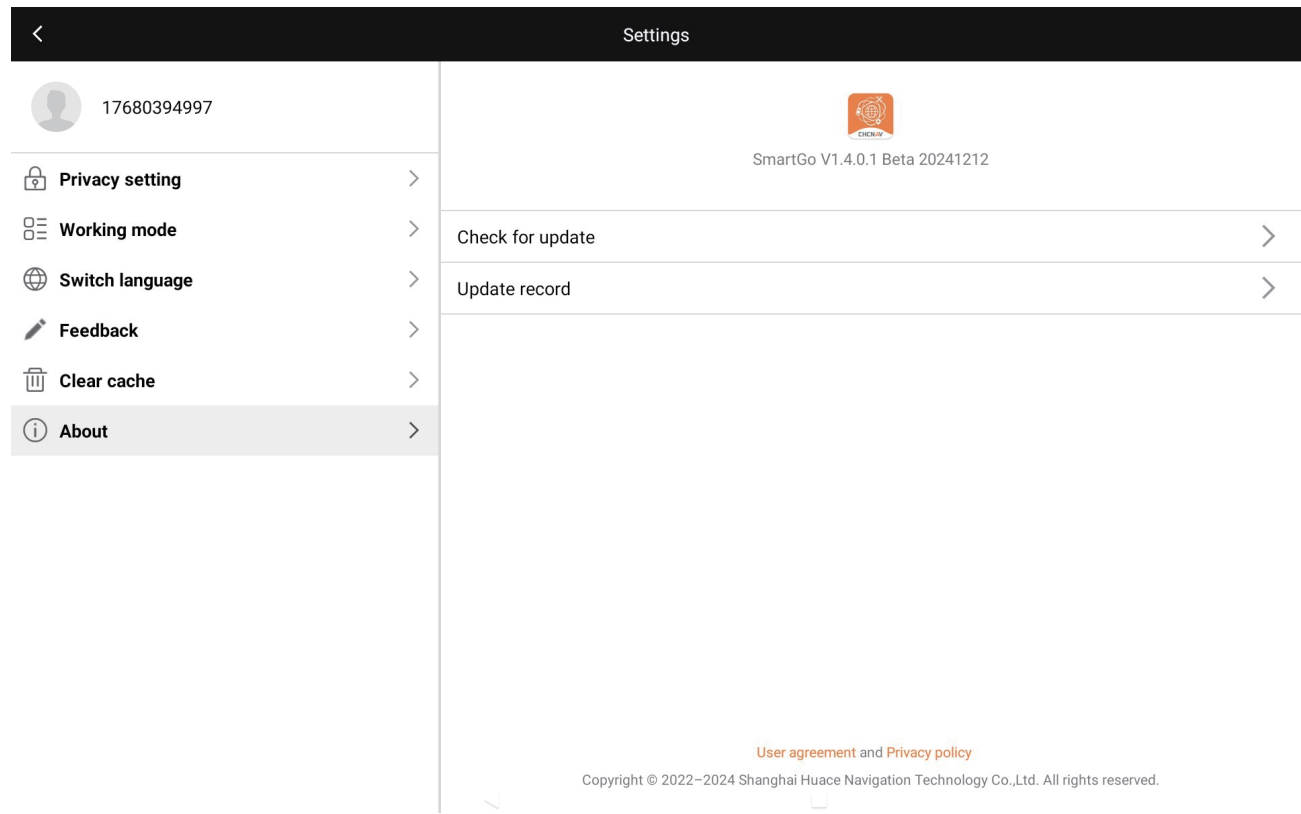 Settings
17680394997
Privacy setting
Working mode
Switch language
Feedback
Clear cache
About
CHCNAV
SmartGo V1.4.0.1 Beta 20241212
Check for update
Update record
User agreement and Privacy policy
Copyright © 2022–2024 Shanghai Huace Navigation Technology Co.,Ltd. All rights reserved.